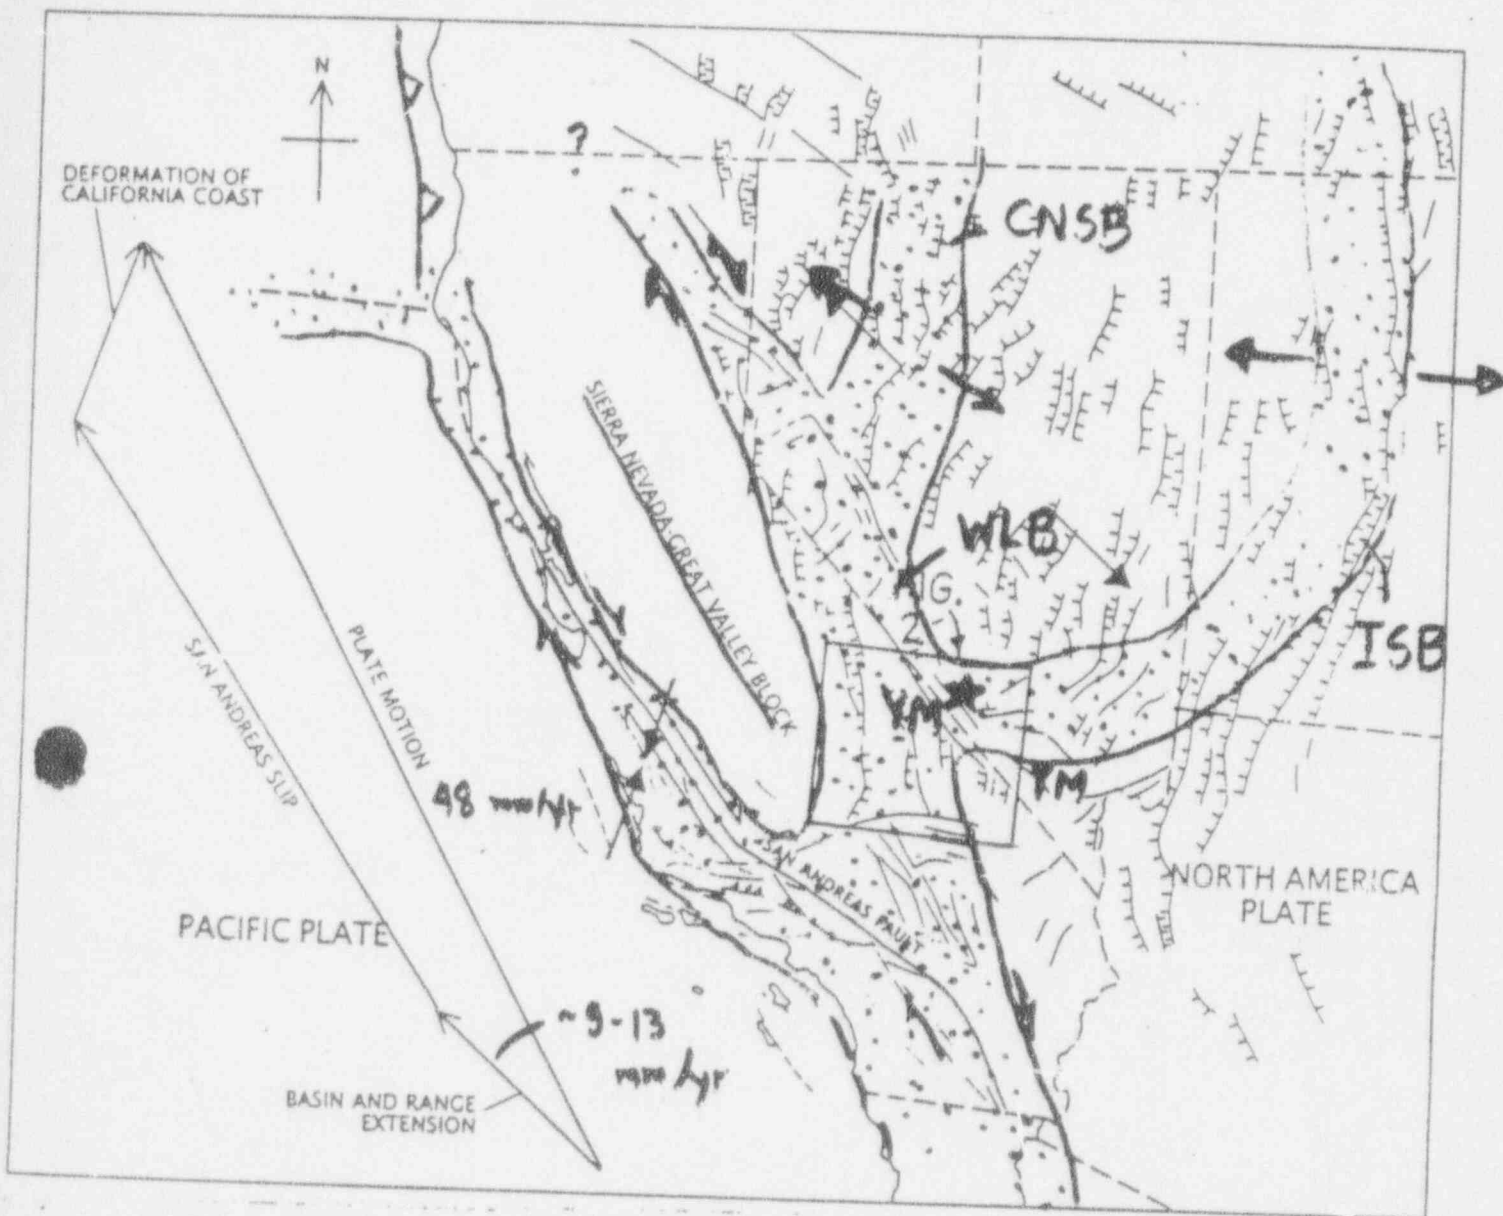 N
DEFORMATION OF
CALIFORNIA COAST
?
CNSB
SIERRA NEVADA-GREAT VALLEY BLOCK
WLB
G
ISB
YM
YM
PLATE MOTION
SAN ANDREAS SLIP
48 mm/yr
SAN ANDREAS FAULT
NORTH AMERICA
PLATE
PACIFIC PLATE
~9-13
mm/yr
BASIN AND RANGE
EXTENSION